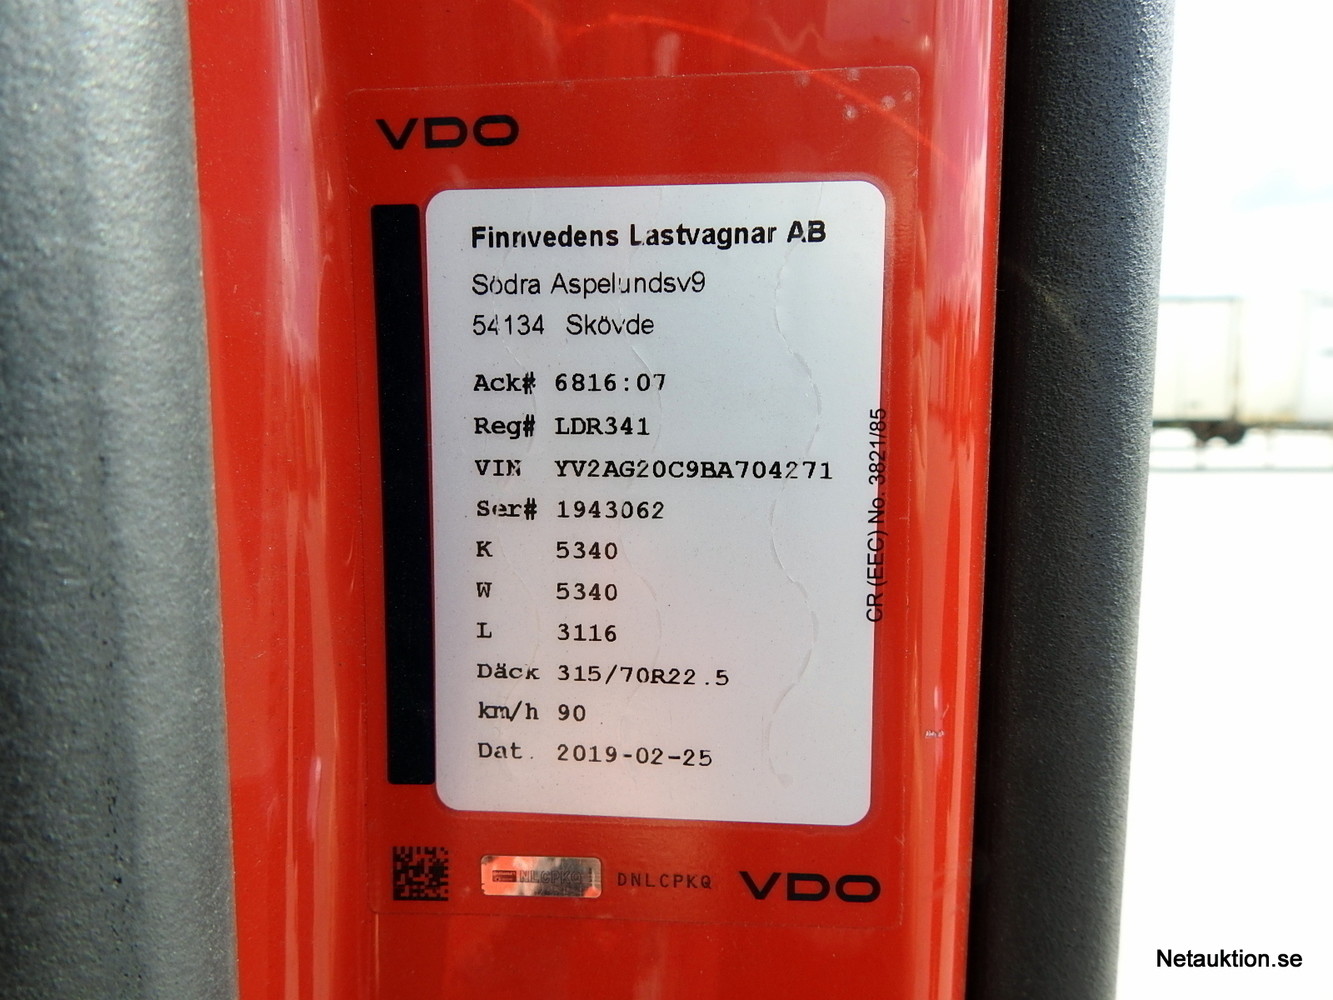 VDO
Finnvedens Lastvagnar AB
Södra Aspelundsv9
54134 Skövde
Ack# 6816:07
Reg# LDR341
VIN YV2AG20C9BA704271
Ser# 1943062
K 5340
W 5340
L 3116
Däck 315/70R22.5
km/h 90
Dat. 2019-02-25
CR (EEC) No. 3821/85
NLCPKQ
DNLCPKQ
VDO
Netauktion.se